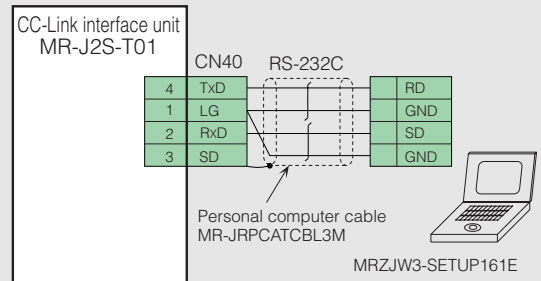 CC-Link interface unit
MR-J2S-T01
CN40
RS-232C
4 TxD RD
1 LG GND
2 RxD SD
3 SD GND
Personal computer cable
MR-JRPCATCBL3M
MRZJW3-SETUP161E